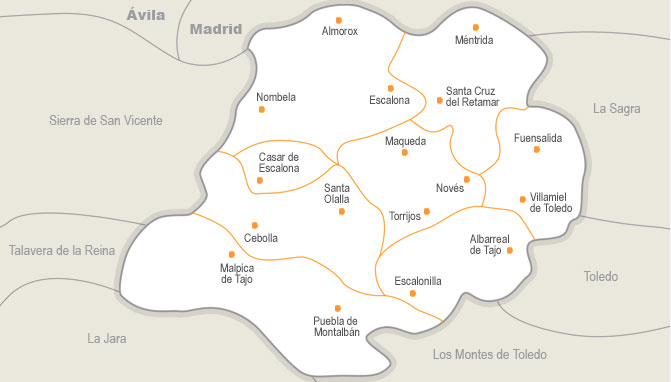 Ávila
Madrid
Almorox
Méntrida
Sierra de San Vicente
Nombela
Escalona
Santa Cruz
del Retamar
La Sagra
Fuensalida
Maqueda
Casar de
Escalona
Santa
Olalla
Novés
Villamiel
de Toledo
Torrijos
Cebolla
Talavera de la Reina
Albarreal
de Tajo
Malpica
de Tajo
Escalonilla
Toledo
Puebla de
Montalbán
La Jara
Los Montes de Toledo